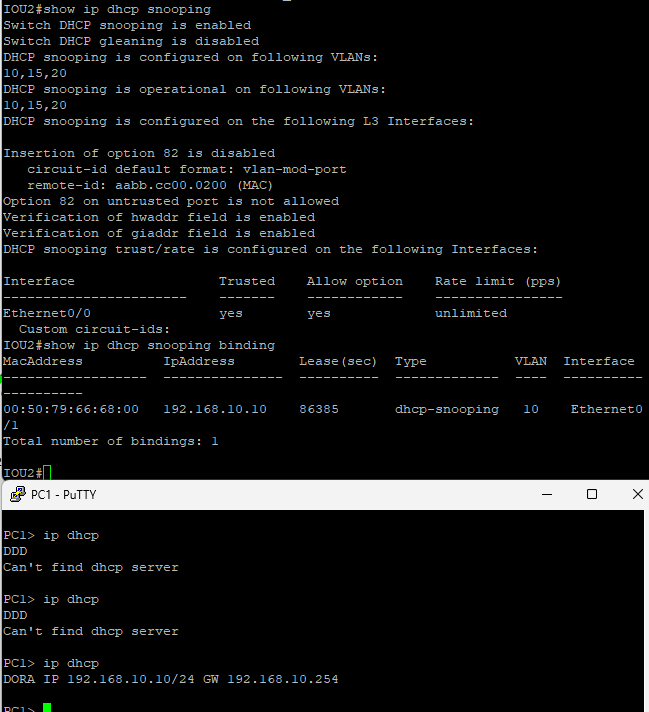 IOU2#show ip dhcp snooping
Switch DHCP snooping is enabled
Switch DHCP gleaning is disabled
DHCP snooping is configured on following VLANs:
10,15,20
DHCP snooping is operational on following VLANs:
10,15,20
DHCP snooping is configured on the following L3 Interfaces:

Insertion of option 82 is disabled
   circuit-id default format: vlan-mod-port
   remote-id: aabb.cc00.0200 (MAC)
Option 82 on untrusted port is not allowed
Verification of hwaddr field is enabled
Verification of giaddr field is enabled
DHCP snooping trust/rate is configured on the following Interfaces:

Interface                  Trusted    Allow option    Rate limit (pps)
-----------------------    -------    ------------    ----------------
Ethernet0/0                yes        yes             unlimited
  Custom circuit-ids:
IOU2#show ip dhcp snooping binding
MacAddress          IpAddress        Lease(sec)  Type           VLAN  Interface
------------------  ---------------  ----------  -------------  ----  ----------
----------
00:50:79:66:68:00   192.168.10.10    86385       dhcp-snooping   10    Ethernet0
/1
Total number of bindings: 1

IOU2#
PC1 - PuTTY
PC1> ip dhcp
DDD
Can't find dhcp server

PC1> ip dhcp
DDD
Can't find dhcp server

PC1> ip dhcp
DORA IP 192.168.10.10/24 GW 192.168.10.254

PC1>